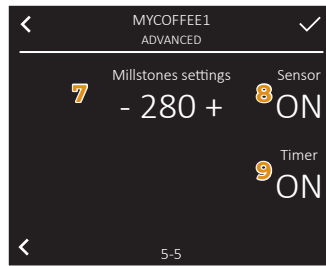 MYCOFFEE1
ADVANCED
Millstones settings
Sensor
7
- 280 +
8
ON
Timer
9
ON
5-5